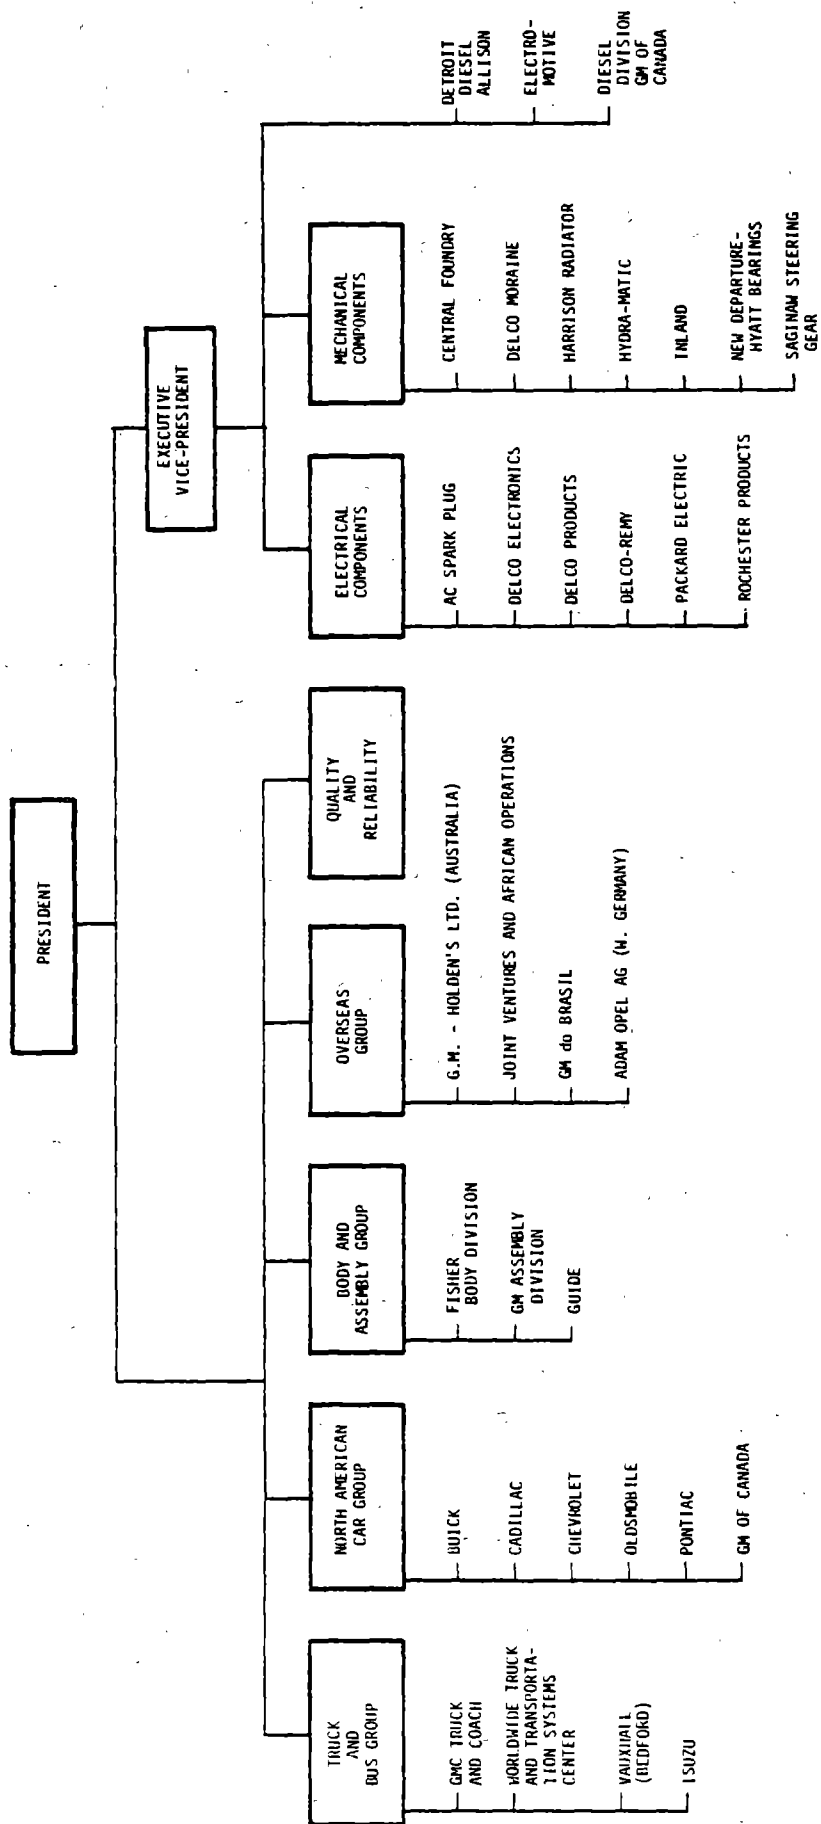 PRESIDENT
EXECUTIVE
VICE-PRESIDENT
TRUCK
AND
BUS GROUP
GMC TRUCK
AND COACH
WORLDWIDE TRUCK
AND TRANSPORTA-
TION SYSTEMS
CENTER
VAUXHALL
(BEDFORD)
ISUZU
NORTH AMERICAN
CAR GROUP
BUICK
CADILLAC
CHEVROLET
OLDSMOBILE
PONTIAC
GM OF CANADA
BODY AND
ASSEMBLY GROUP
FISHER
BODY DIVISION
GM ASSEMBLY
DIVISION
GUIDE
OVERSEAS
GROUP
G.M. - HOLDEN'S LTD. (AUSTRALIA)
JOINT VENTURES AND AFRICAN OPERATIONS
GM do BRASIL
ADAM OPEL AG (W. GERMANY)
QUALITY
AND
RELIABILITY
ELECTRICAL
COMPONENTS
AC SPARK PLUG
DELCO ELECTRONICS
DELCO PRODUCTS
DELCO-REMY
PACKARD ELECTRIC
ROCHESTER PRODUCTS
MECHANICAL
COMPONENTS
CENTRAL FOUNDRY
DELCO MORAINE
HARRISON RADIATOR
HYDRA-MATIC
INLAND
NEW DEPARTURE-
HYATT BEARINGS
SAGINAW STEERING
GEAR
DETROIT
DIESEL
ALLISON
ELECTRO-
MOTIVE
DIESEL
DIVISION
GM OF
CANADA